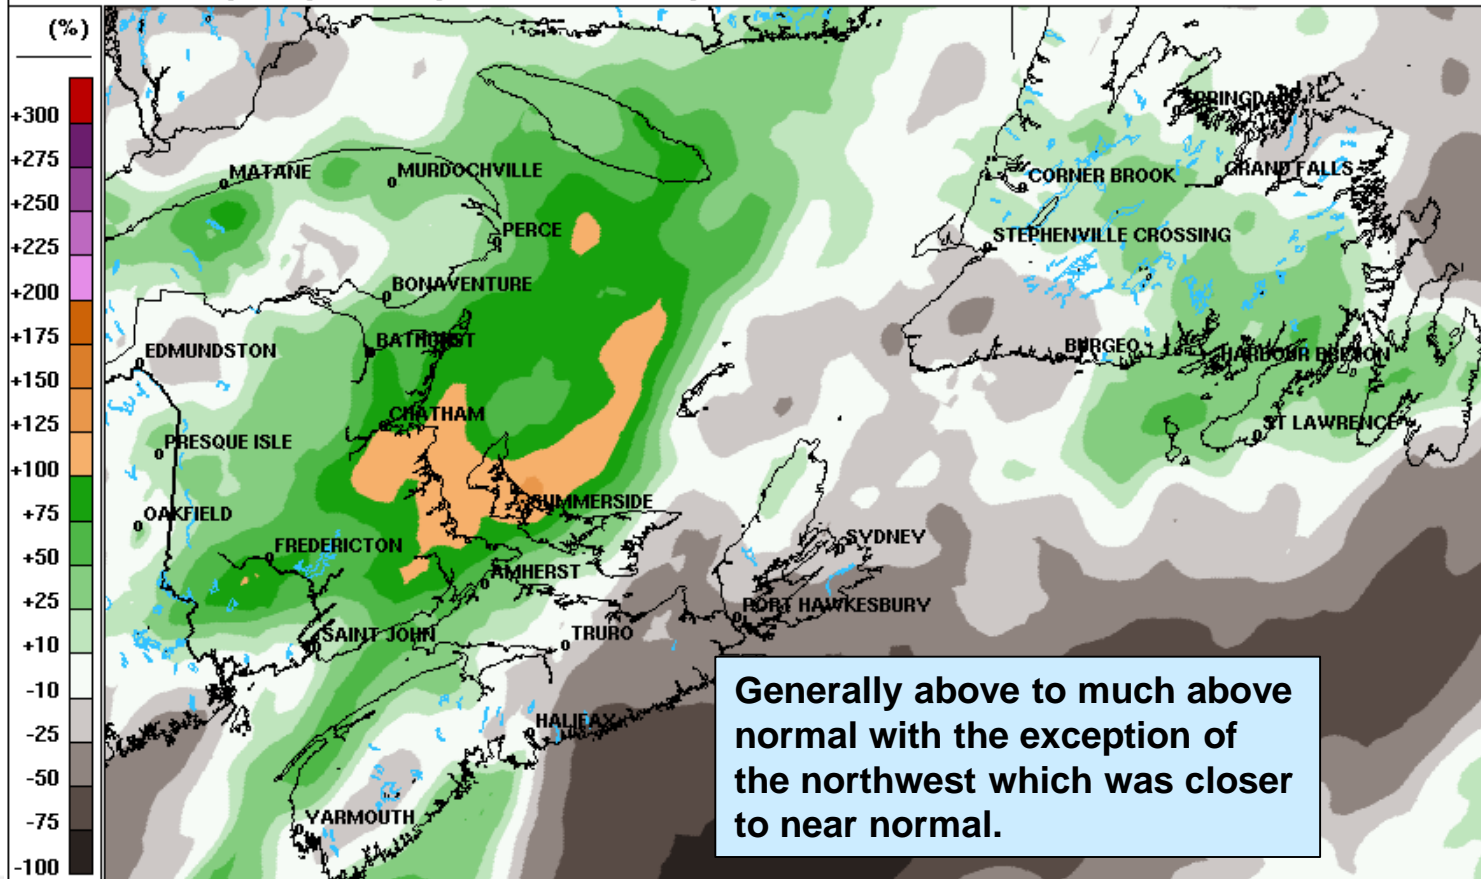 (%)
+300
+275
+250
+225
+200
+175
+150
+125
+100
+75
+50
+25
+10
-10
-25
-50
-75
-100
SPRINGDALE
MATANE
MURDOCHVILLE
CORNER BROOK
GRAND FALLS
PERCE
STEPHENVILLE CROSSING
BONAVENTURE
BATHURST
EDMUNDSTON
BURGEO
HARBOUR BRETON
CHATHAM
ST LAWRENCE
PRESQUE ISLE
SUMMERSIDE
OAKFIELD
FREDERICTON
SYDNEY
AMHERST
PORT HAWKESBURY
SAINT JOHN
TRURO
HALIFAX
YARMOUTH
Generally above to much above
normal with the exception of
the northwest which was closer
to near normal.